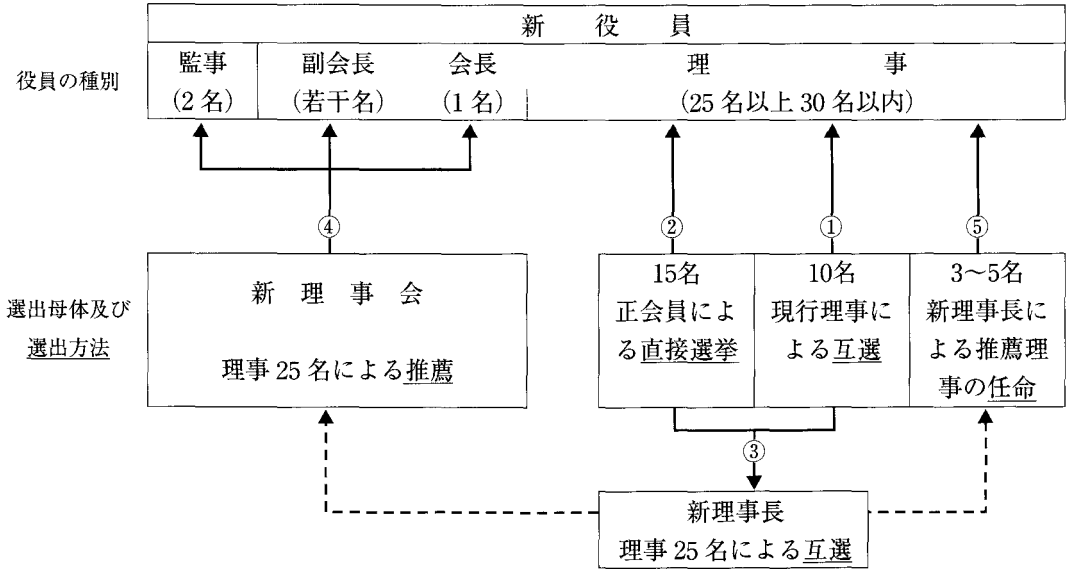 新役員
役員の種別
監事
(2名)
副会長
(若干名)
会長
(1名)
理事
(25名以上30名以内)
④
②
①
⑤
選出母体及び
選出方法
新理事会
理事25名による推薦
15名
正会員によ
る直接選挙
10名
現行理事に
よる互選
3〜5名
新理事長に
よる推薦理
事の任命
③
新理事長
理事25名による互選